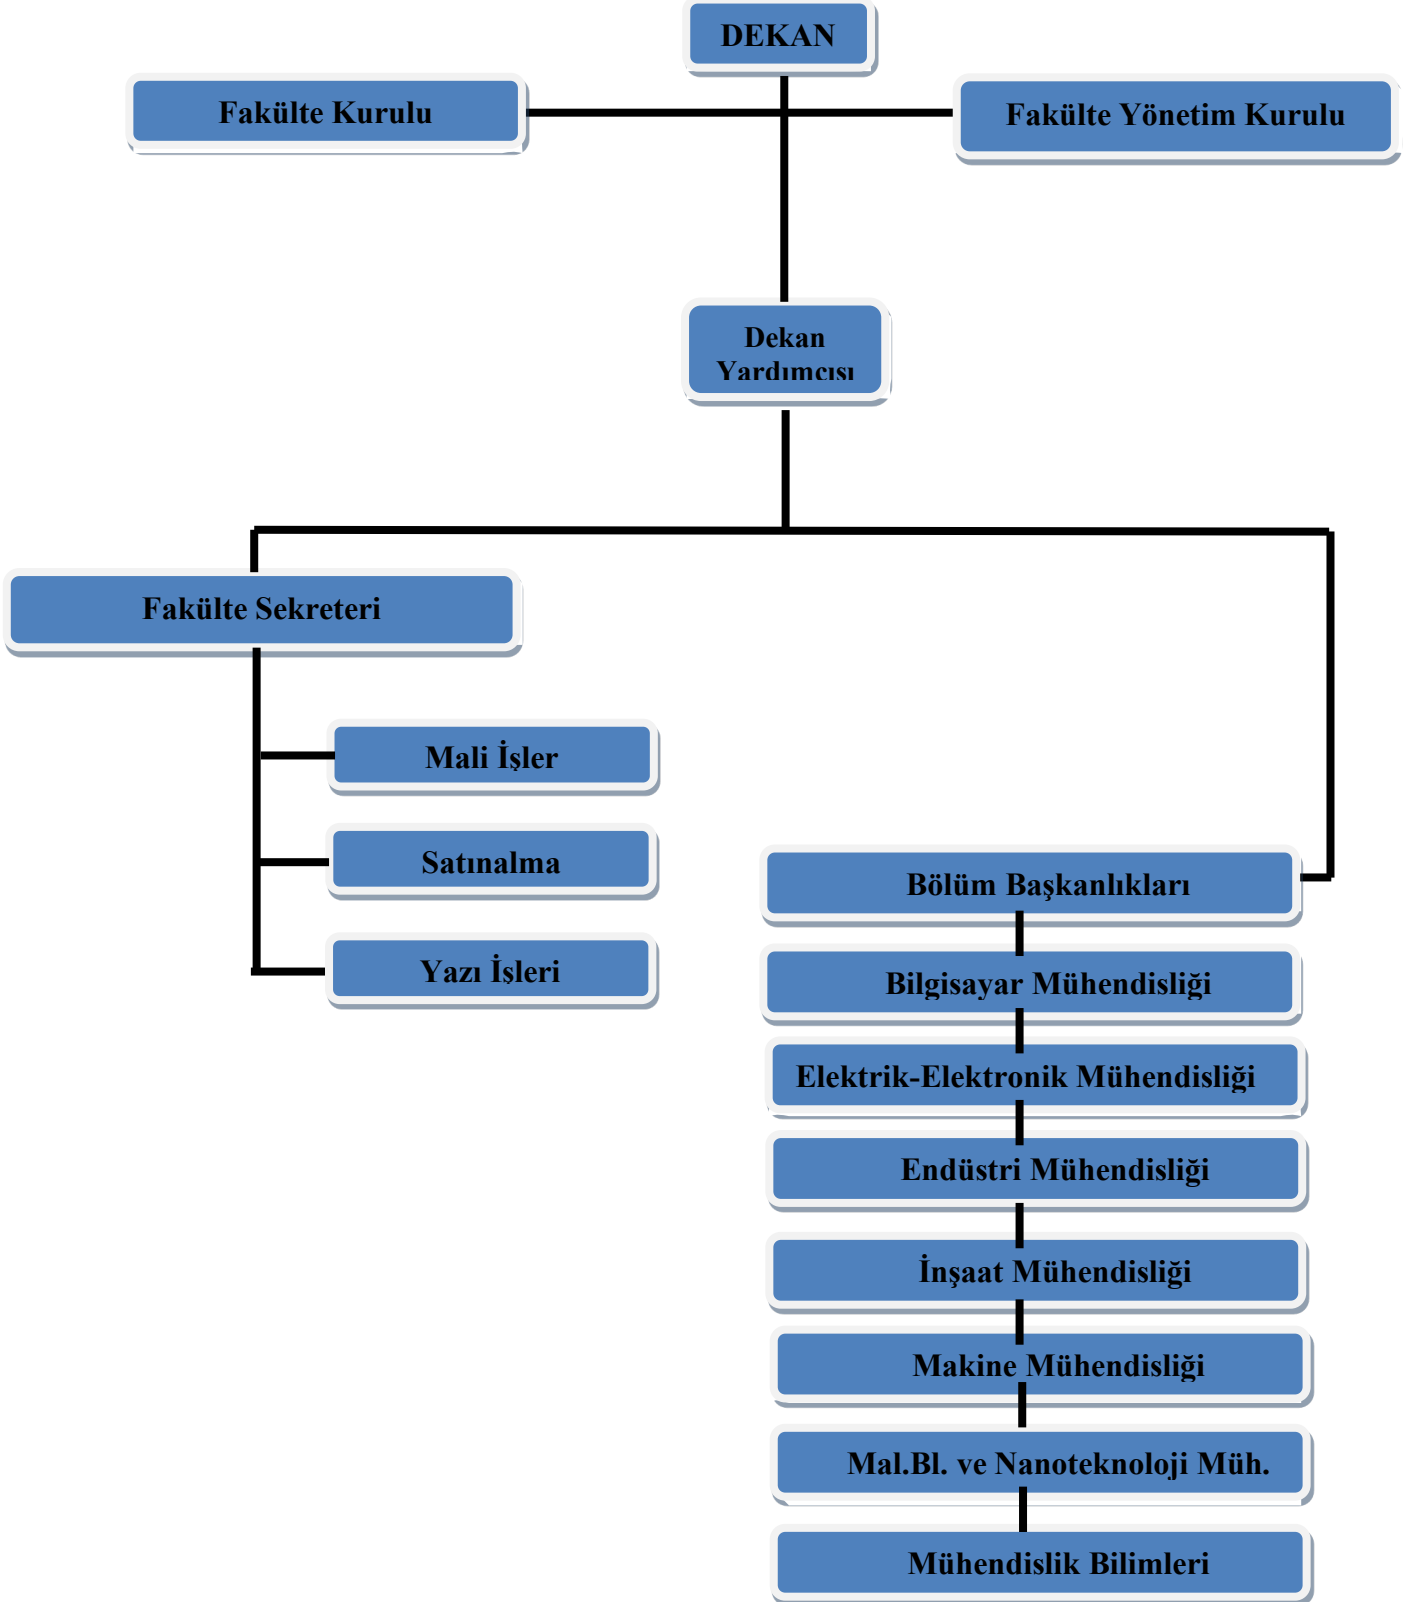 DEKAN
Fakülte Kurulu
Fakülte Yönetim Kurulu
Dekan
Yardımcısı
Fakülte Sekreteri
Mali İşler
Satınalma
Yazı İşleri
Bölüm Başkanlıkları
Bilgisayar Mühendisliği
Elektrik-Elektronik Mühendisliği
Endüstri Mühendisliği
İnşaat Mühendisliği
Makine Mühendisliği
Mal.Bl. ve Nanoteknoloji Müh.
Mühendislik Bilimleri